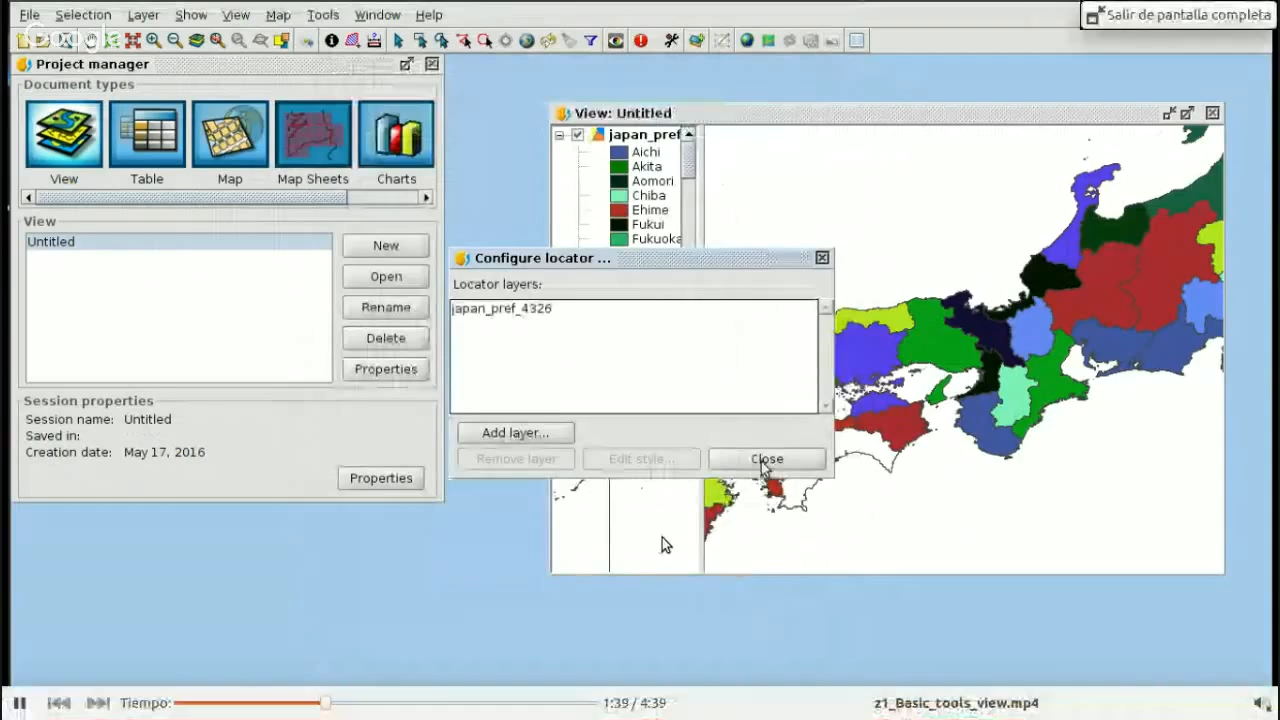 File Selection Layer Show View Map Tools Window Help
Salir de pantalla completa
Google
Project manager
Document types
View Table Map Map Sheets Charts
View
Untitled
New
Open
Rename
Delete
Properties
Session properties
Session name: Untitled
Saved in:
Creation date: May 17, 2016
Properties
View: Untitled
japan_pref
Aichi
Akita
Aomori
Chiba
Ehime
Fukui
Fukuoka
Configure locator ...
Locator layers:
japan_pref_4326
Add layer...
Remove layer Edit style... Close
Tiempo: 1:39 / 4:39 z1_Basic_tools_view.mp4